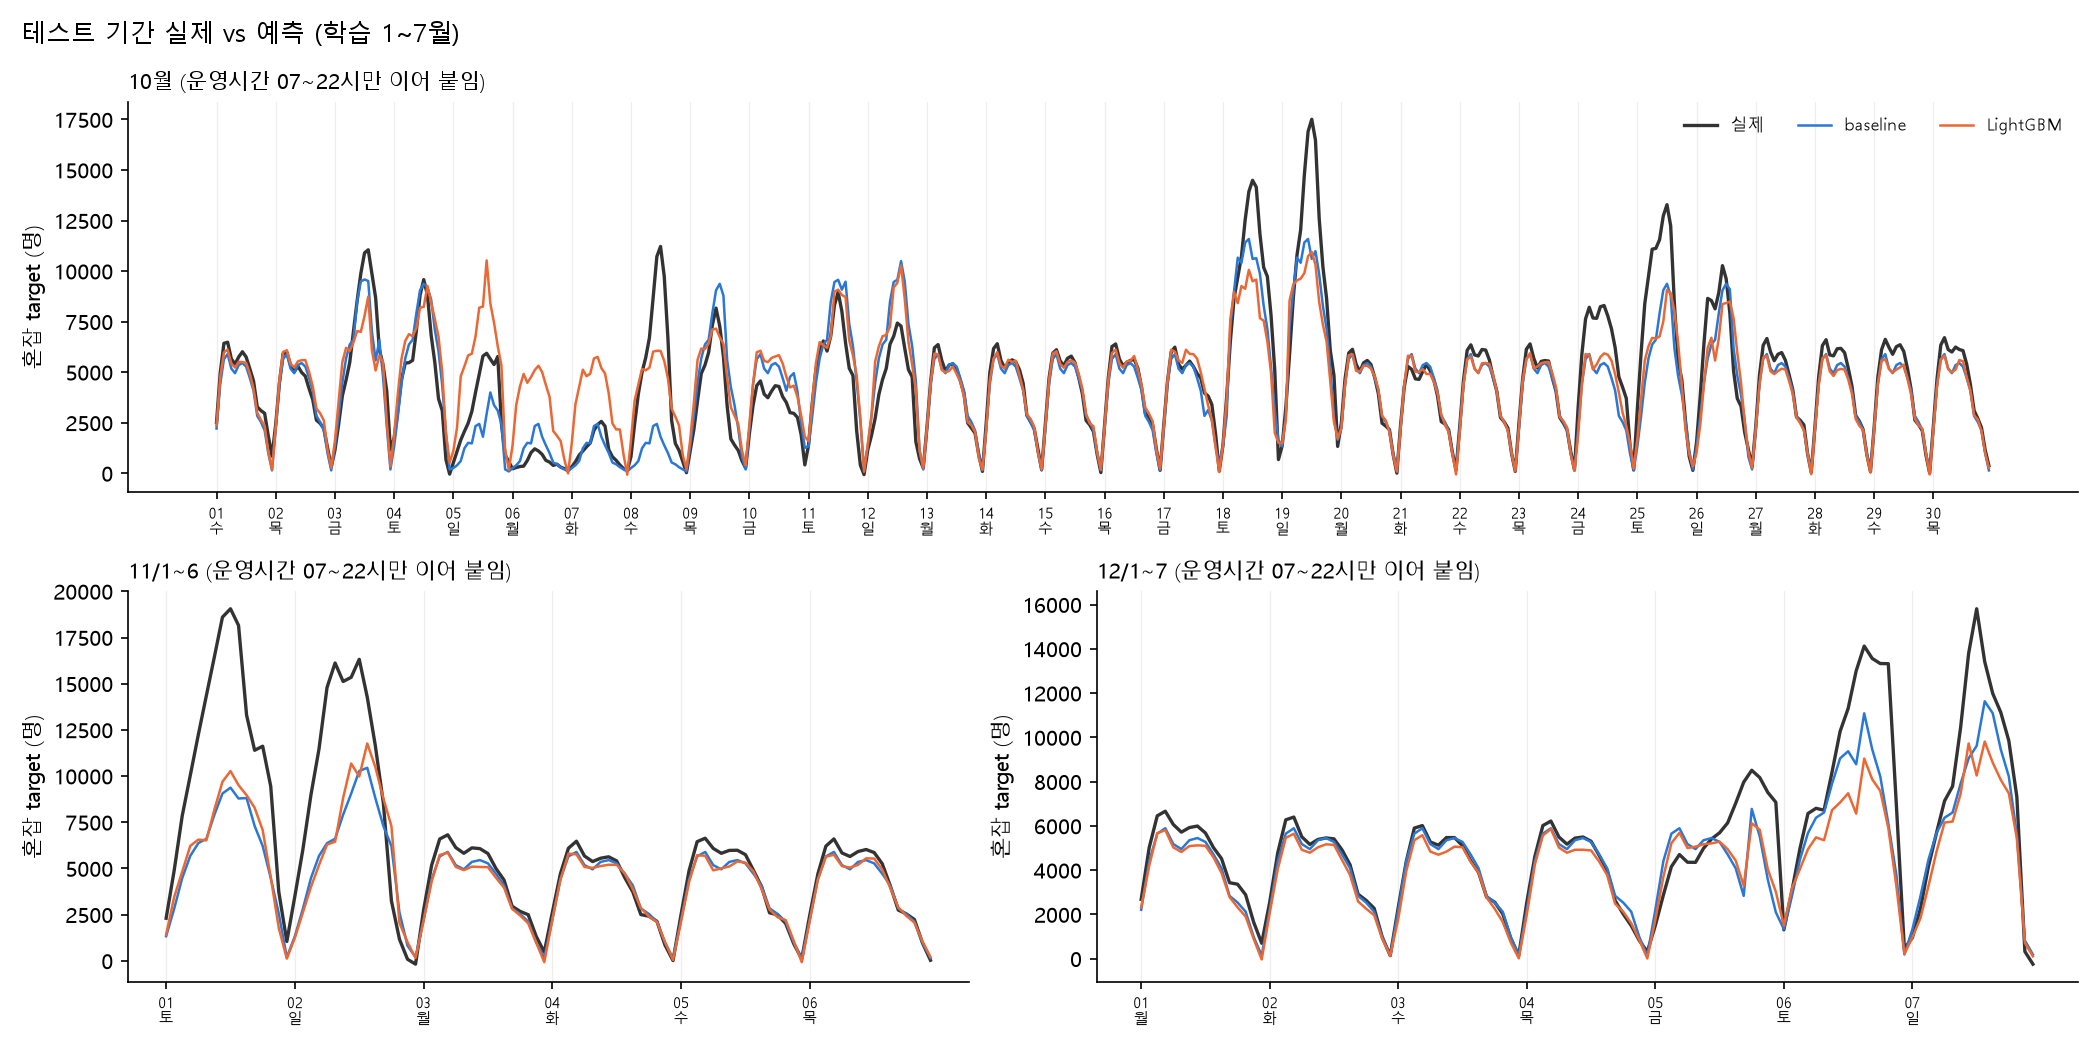 테스트 기간 실제 vs 예측 (학습 1~7월)
10월 (운영시간 07~22시만 이어 붙임)
실제 baseline LightGBM
혼잡 target (명)
17500
15000
12500
10000
7500
5000
2500
0
01 02 03 04 05 06 07 08 09 10 11 12 13 14 15 16 17 18 19 20 21 22 23 24 25 26 27 28 29 30
수 목 금 토 일 월 화 수 목 금 토 일 월 화 수 목 금 토 일 월 화 수 목 금 토 일 월 화 수 목
11/1~6 (운영시간 07~22시만 이어 붙임)
혼잡 target (명)
20000
17500
15000
12500
10000
7500
5000
2500
0
01 02 03 04 05 06
토 일 월 화 수 목
12/1~7 (운영시간 07~22시만 이어 붙임)
혼잡 target (명)
16000
14000
12000
10000
8000
6000
4000
2000
0
01 02 03 04 05 06 07
월 화 수 목 금 토 일